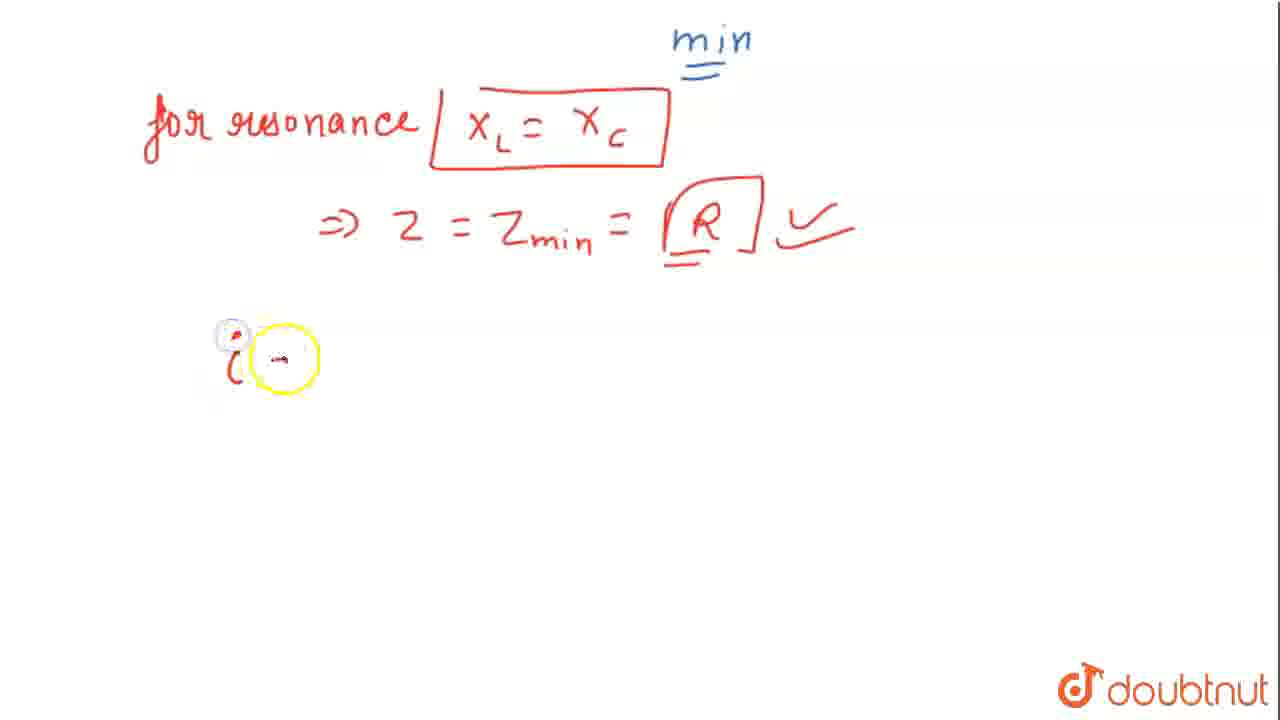 min
for resonance X_L = X_C
⇒ Z = Z_min = R ✓
i -
doubtnut